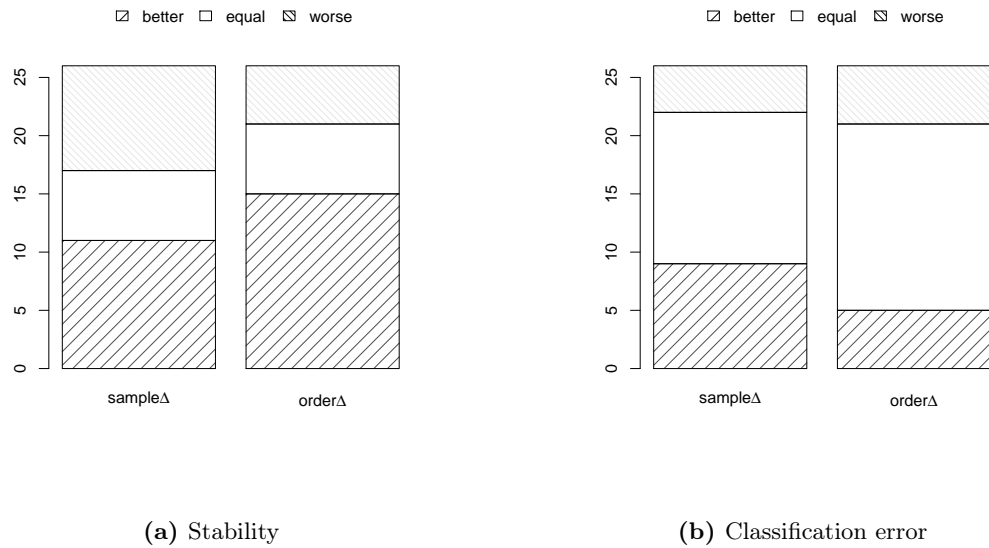 better equal worse
25
20
15
10
5
0
sampleΔ orderΔ
(a) Stability
better equal worse
25
20
15
10
5
0
sampleΔ orderΔ
(b) Classification error